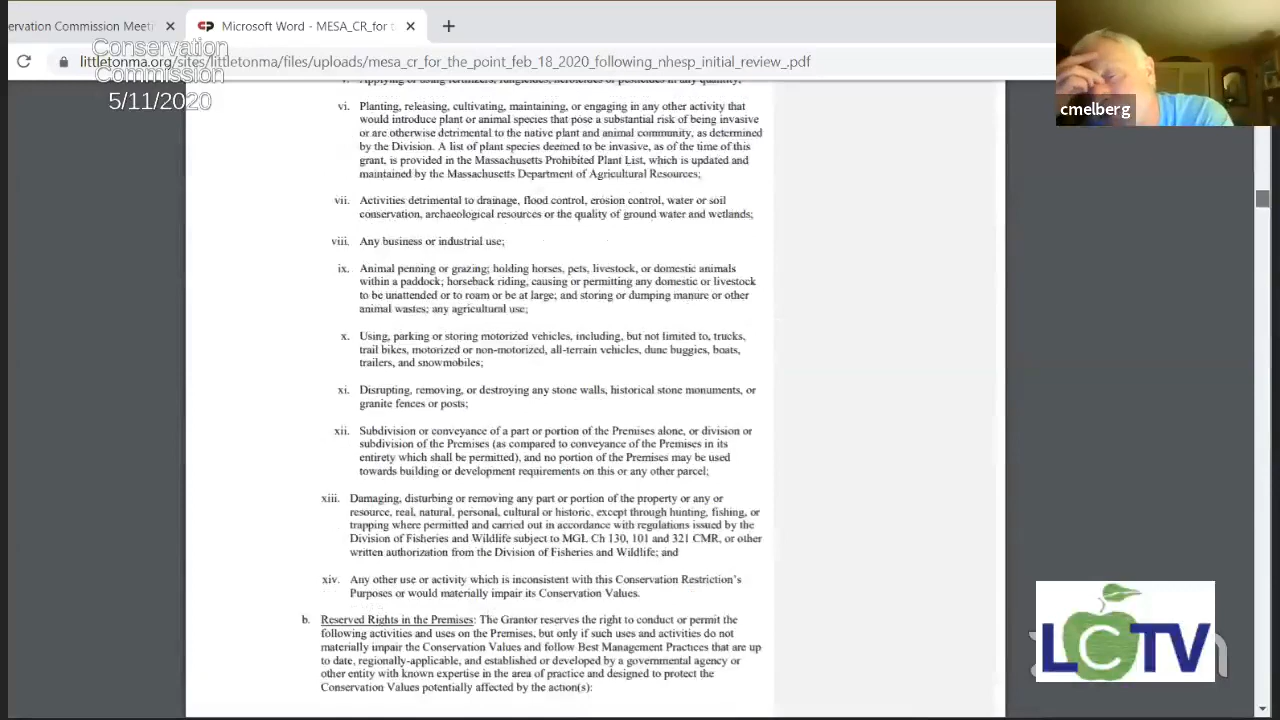 ervation Commission Meeti
Microsoft Word - MESA_CR_for t
littletonma.org/sites/littletonma/files/uploads/mesa_cr_for_the_point_feb_18_2020_following_nhesp_initial_review_.pdf
Conservation
Commission
5/11/2020
cmelberg
v. Applying or using fertilizers, fungicides, herbicides or pesticides in any quantity;
vi. Planting, releasing, cultivating, maintaining, or engaging in any other activity that
would introduce plant or animal species that pose a substantial risk of being invasive
or are otherwise detrimental to the native plant and animal community, as determined
by the Division. A list of plant species deemed to be invasive, as of the time of this
grant, is provided in the Massachusetts Prohibited Plant List, which is updated and
maintained by the Massachusetts Department of Agricultural Resources;
vii. Activities detrimental to drainage, flood control, erosion control, water or soil
conservation, archaeological resources or the quality of ground water and wetlands;
viii. Any business or industrial use;
ix. Animal penning or grazing; holding horses, pets, livestock, or domestic animals
within a paddock; horseback riding, causing or permitting any domestic or livestock
to be unattended or to roam or be at large; and storing or dumping manure or other
animal wastes; any agricultural use;
x. Using, parking or storing motorized vehicles, including, but not limited to, trucks,
trail bikes, motorized or non-motorized, all-terrain vehicles, dune buggies, boats,
trailers, and snowmobiles;
xi. Disrupting, removing, or destroying any stone walls, historical stone monuments, or
granite fences or posts;
xii. Subdivision or conveyance of a part or portion of the Premises alone, or division or
subdivision of the Premises (as compared to conveyance of the Premises in its
entirety which shall be permitted), and no portion of the Premises may be used
towards building or development requirements on this or any other parcel;
xiii. Damaging, disturbing or removing any part or portion of the property or any or
resource, real, natural, personal, cultural or historic, except through hunting, fishing, or
trapping where permitted and carried out in accordance with regulations issued by the
Division of Fisheries and Wildlife subject to MGL Ch 130, 101 and 321 CMR, or other
written authorization from the Division of Fisheries and Wildlife; and
xiv. Any other use or activity which is inconsistent with this Conservation Restriction's
Purposes or would materially impair its Conservation Values.
b. Reserved Rights in the Premises: The Grantor reserves the right to conduct or permit the
following activities and uses on the Premises, but only if such uses and activities do not
materially impair the Conservation Values and follow Best Management Practices that are up
to date, regionally-applicable, and established or developed by a governmental agency or
other entity with known expertise in the area of practice and designed to protect the
Conservation Values potentially affected by the action(s):
LCTV